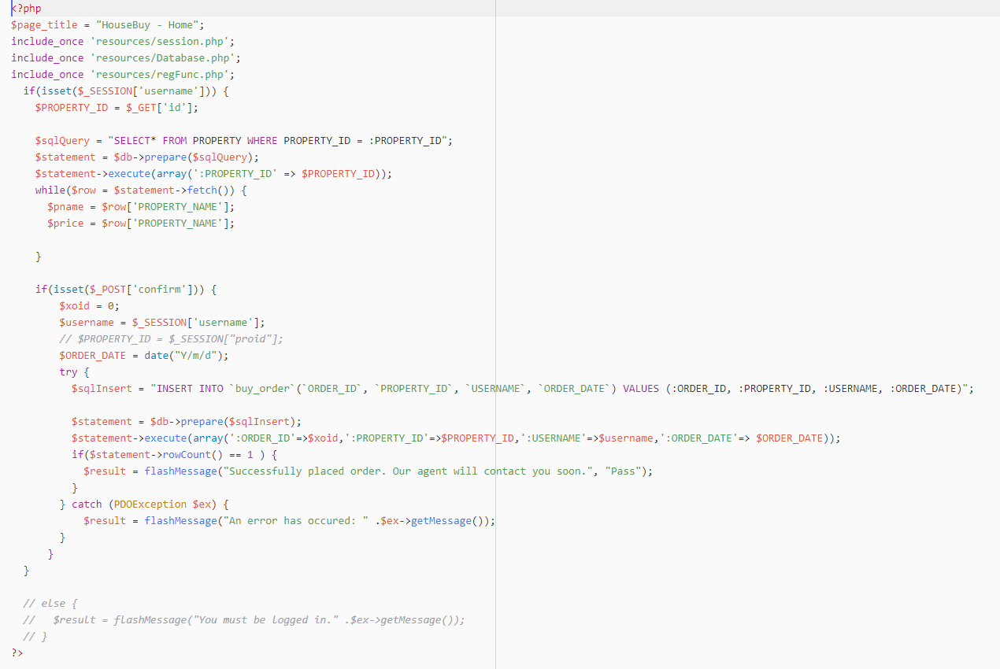 <?php
$page_title = "HouseBuy - Home";
include_once 'resources/session.php';
include_once 'resources/Database.php';
include_once 'resources/regFunc.php';
  if(isset($_SESSION['username'])) {
    $PROPERTY_ID = $_GET['id'];

    $sqlQuery = "SELECT* FROM PROPERTY WHERE PROPERTY_ID = :PROPERTY_ID";
    $statement = $db->prepare($sqlQuery);
    $statement->execute(array(':PROPERTY_ID' => $PROPERTY_ID));
    while($row = $statement->fetch()) {
      $pname = $row['PROPERTY_NAME'];
      $price = $row['PROPERTY_NAME'];

    }

    if(isset($_POST['confirm'])) {
        $xoid = 0;
        $username = $_SESSION['username'];
        // $PROPERTY_ID = $_SESSION["proid"];
        $ORDER_DATE = date("Y/m/d");
        try {
          $sqlInsert = "INSERT INTO `buy_order`(`ORDER_ID`, `PROPERTY_ID`, `USERNAME`, `ORDER_DATE`) VALUES (:ORDER_ID, :PROPERTY_ID, :USERNAME, :ORDER_DATE)";

          $statement = $db->prepare($sqlInsert);
          $statement->execute(array(':ORDER_ID'=>$xoid,':PROPERTY_ID'=>$PROPERTY_ID,':USERNAME'=>$username,':ORDER_DATE'=> $ORDER_DATE));
          if($statement->rowCount() == 1 ) {
            $result = flashMessage("Successfully placed order. Our agent will contact you soon.", "Pass");
          }
        } catch (PDOException $ex) {
            $result = flashMessage("An error has occured: " .$ex->getMessage());
        }
      }
  }

  // else {
  //   $result = flashMessage("You must be logged in." .$ex->getMessage());
  // }
?>